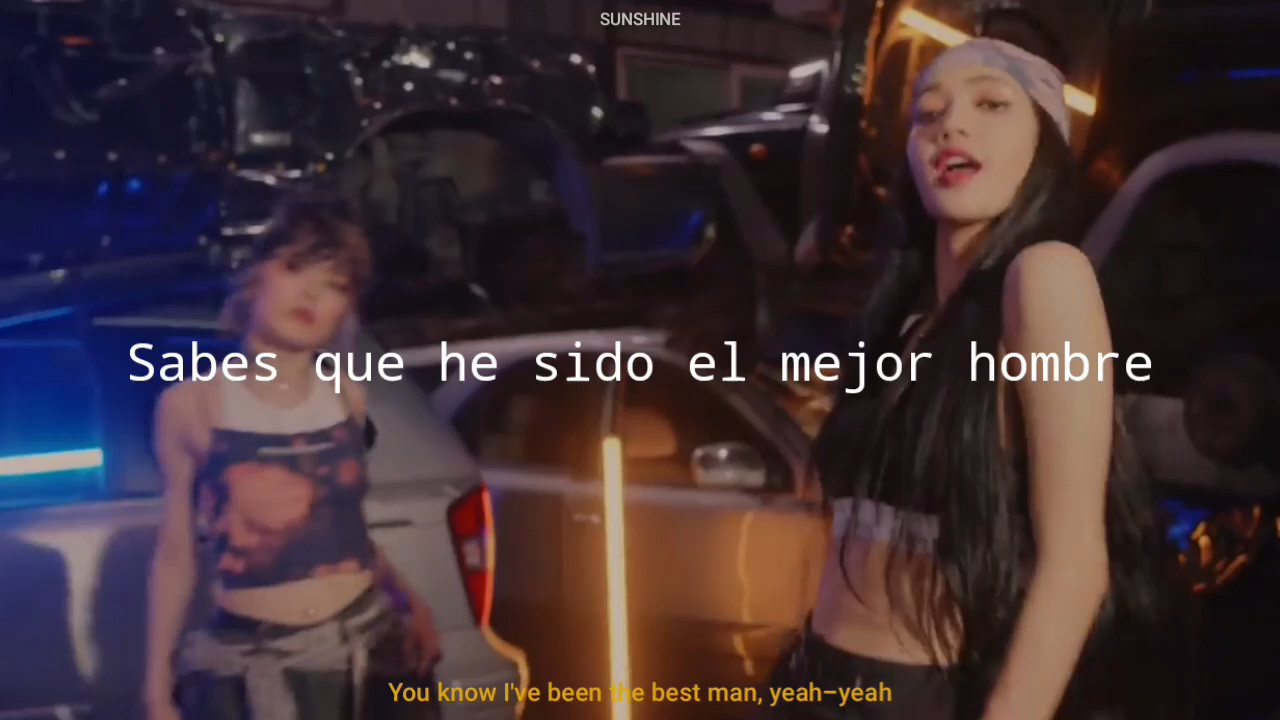 SUNSHINE
Sabes que he sido el mejor hombre
You know I've been the best man, yeah–yeah